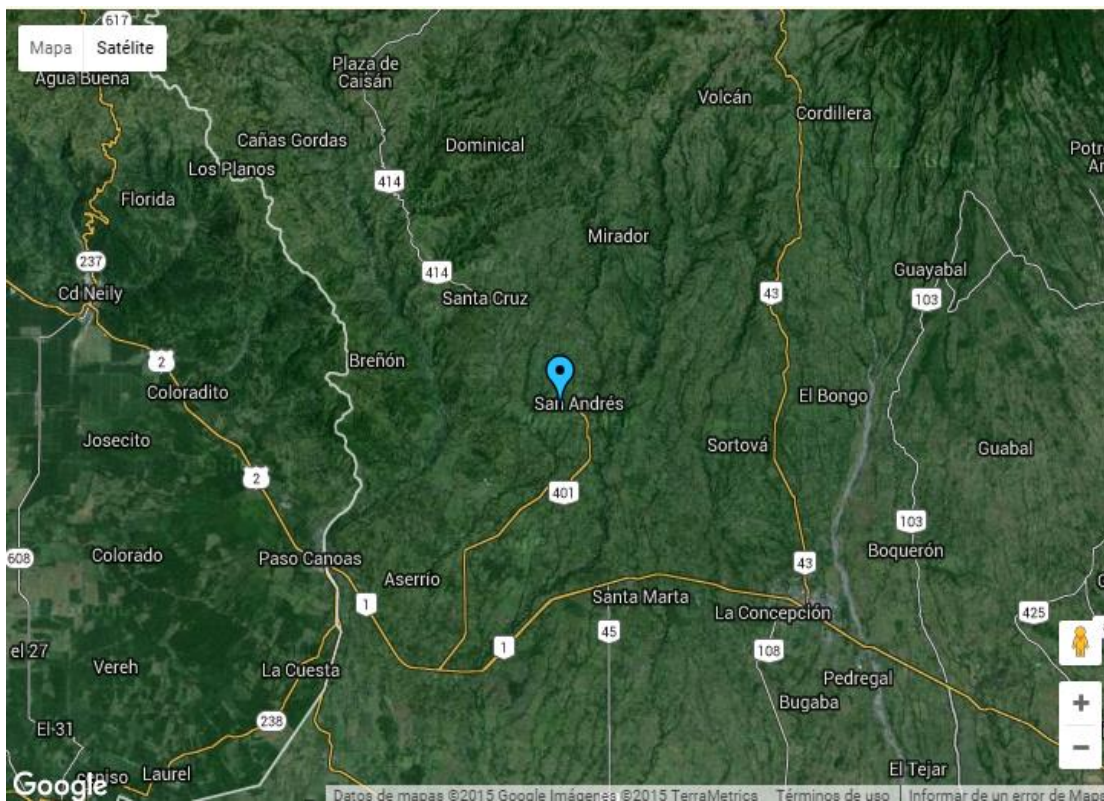 617
Mapa
Satélite
Agua Buena
Plaza de
Caisán
Volcán
Cordillera
Cañas Gordas
Dominical
Los Planos
414
Florida
Mirador
237
414
Guayabal
Cd Neily
Santa Cruz
43
103
2
Breñón
Coloradito
San Andrés
El Bongo
Josecito
Sortová
Guabal
2
401
103
608
Colorado
Paso Canoas
Aserrío
43
Boquerón
1
Santa Marta
La Concepción
425
45
1
108
el 27
Vereh
La Cuesta
Pedregal
Bugaba
238
El-31
+
−
Laurel
El Tejar
Google
Datos de mapas ©2015 Google Imágenes ©2015 TerraMetrics
Términos de uso
Informar de un error de Maps